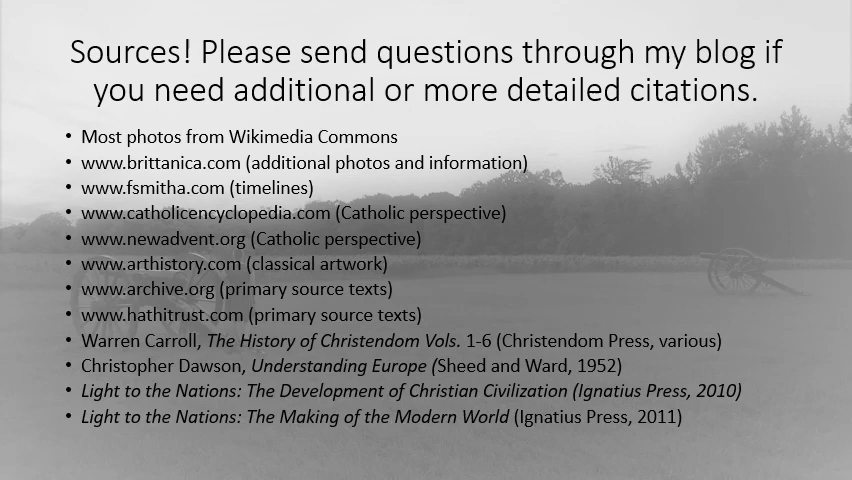 Sources! Please send questions through my blog if
you need additional or more detailed citations.
• Most photos from Wikimedia Commons
• www.brittanica.com (additional photos and information)
• www.fsmitha.com (timelines)
• www.catholicencyclopedia.com (Catholic perspective)
• www.newadvent.org (Catholic perspective)
• www.arthistory.com (classical artwork)
• www.archive.org (primary source texts)
• www.hathitrust.com (primary source texts)
• Warren Carroll, The History of Christendom Vols. 1-6 (Christendom Press, various)
• Christopher Dawson, Understanding Europe (Sheed and Ward, 1952)
• Light to the Nations: The Development of Christian Civilization (Ignatius Press, 2010)
• Light to the Nations: The Making of the Modern World (Ignatius Press, 2011)